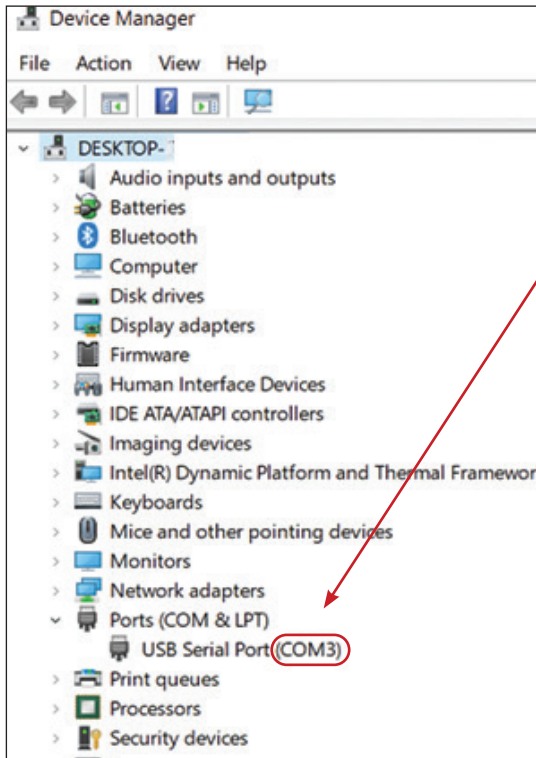 Device Manager
File Action View Help
DESKTOP-
Audio inputs and outputs
Batteries
Bluetooth
Computer
Disk drives
Display adapters
Firmware
Human Interface Devices
IDE ATA/ATAPI controllers
Imaging devices
Intel(R) Dynamic Platform and Thermal Framewor
Keyboards
Mice and other pointing devices
Monitors
Network adapters
Ports (COM & LPT)
USB Serial Port (COM3)
Print queues
Processors
Security devices